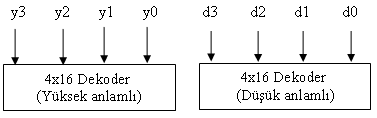 y3 y2 y1 y0 d3 d2 d1 d0
4x16 Dekoder
(Yüksek anlamlı)
4x16 Dekoder
(Düşük anlamlı)